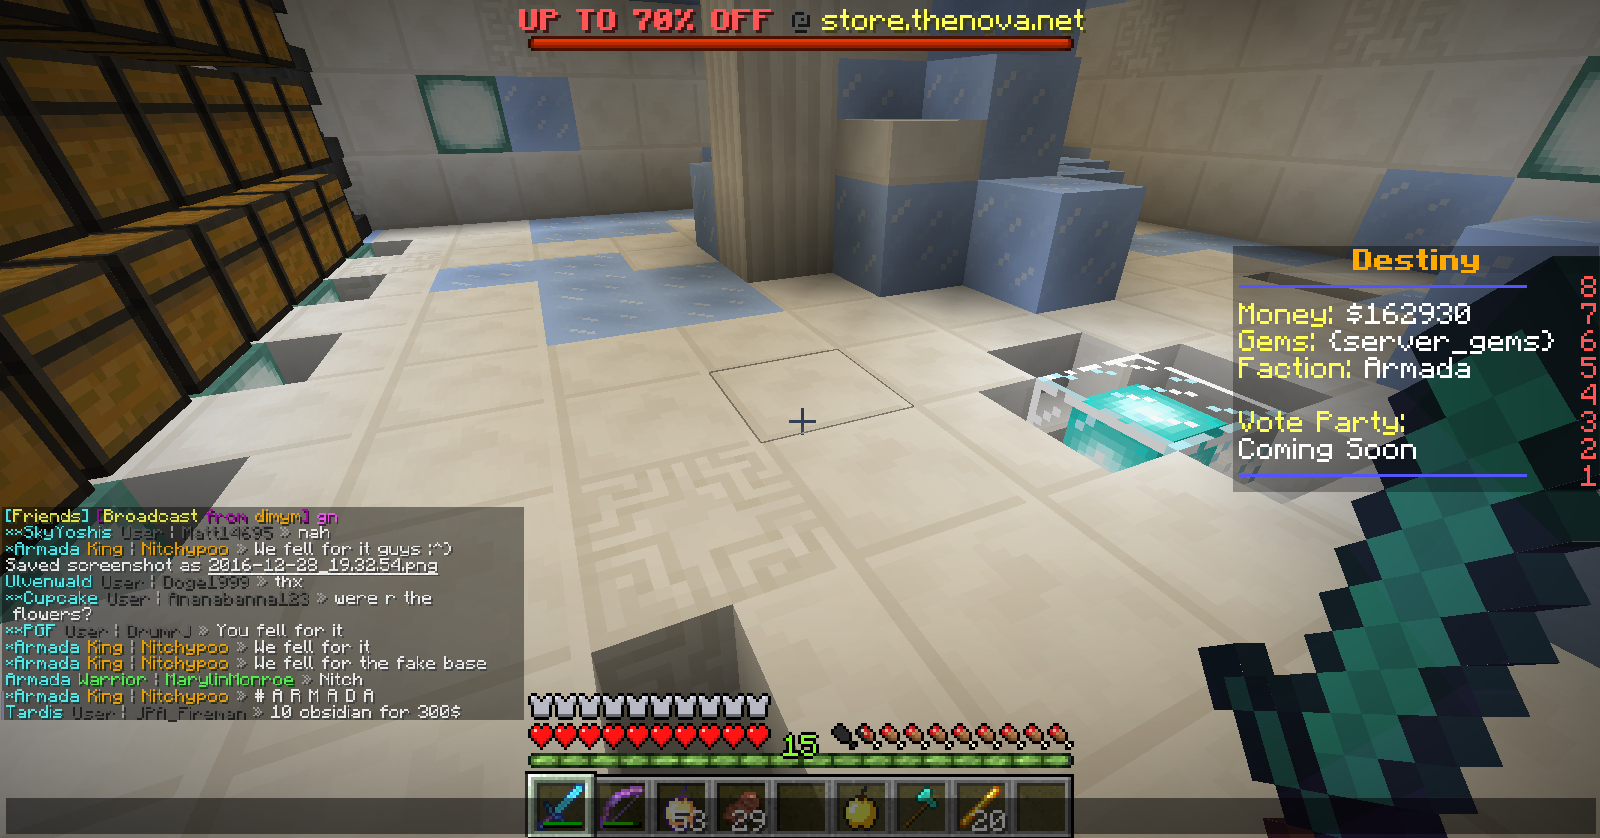 UP TO 70% OFF @ store.thenova.net
Destiny
8
Money: $162930 7
Gems: {server_gems} 6
Faction: Armada 5
4
Vote Party: 3
Coming Soon 2
1
[Friends] [Broadcast from dimym] gn
**SkyYoshis User | Matt14695 » nah
*Armada King | Nitchypoo » We fell for it guys :^)
Saved screenshot as 2016-12-28_19.32.54.png
Ulvenwald User | Doge1999 » thx
**Cupcake User | Ananabanna123 » were r the
flowers?
**PGF User | DrumrJ » You fell for it
*Armada King | Nitchypoo » We fell for it
*Armada King | Nitchypoo » We fell for the fake base
Armada Warrior | MarylinMonroe » Nitch
*Armada King | Nitchypoo » # A R M A D A
Tardis User | JPA_Fireman » 10 obsidian for 300$
15
53 29 20